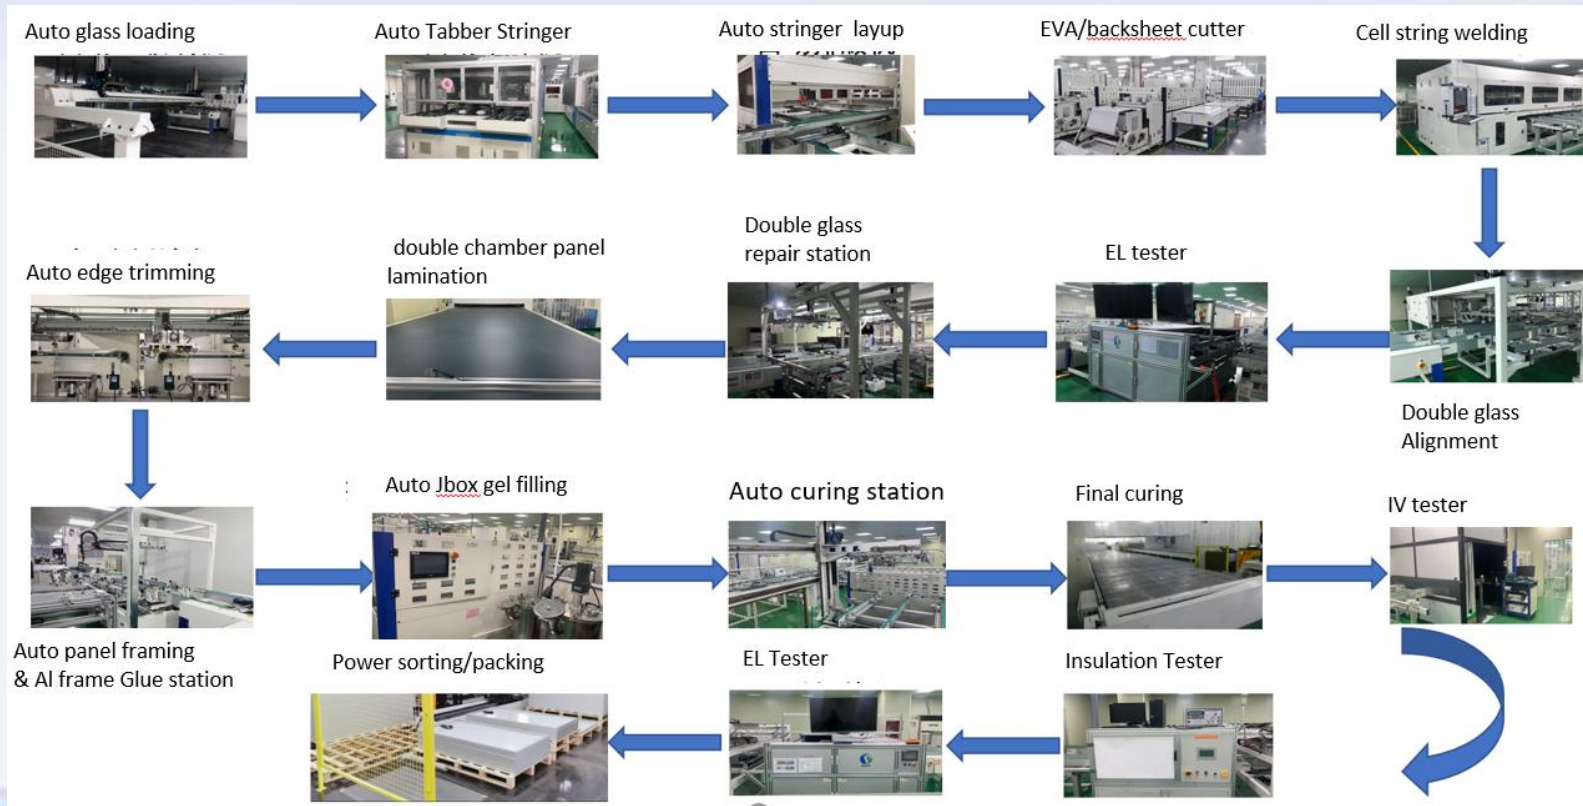 Auto glass loading
Auto Tabber Stringer
Auto stringer layup
EVA/backsheet cutter
Cell string welding
Double glass
Alignment
EL tester
Double glass
repair station
double chamber panel
lamination
Auto edge trimming
Auto panel framing
& Al frame Glue station
:
Auto Jbox gel filling
Auto curing station
Final curing
IV tester
Insulation Tester
EL Tester
Power sorting/packing